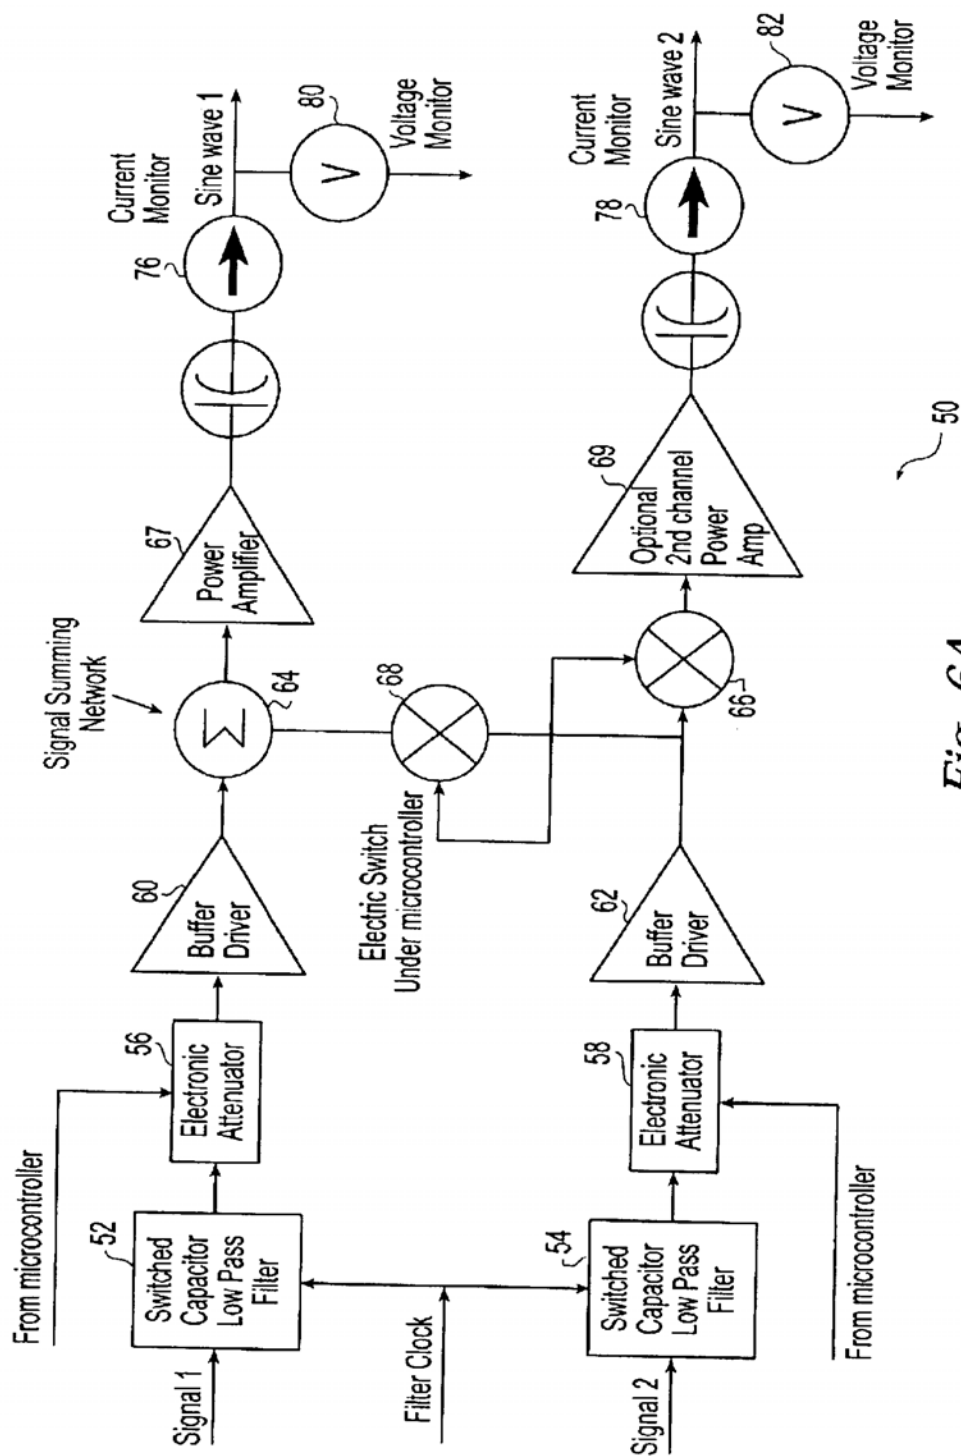 Signal 1
52
Switched
Capacitor
Low Pass
Filter
From microcontroller
56
Electronic
Attenuator
60
Buffer
Driver
Signal Summing
Network
Σ
64
67
Power
Amplifier
Current
Monitor
76
Sine wave 1
80
V
Voltage
Monitor
Filter Clock
Electric Switch
Under microcontroller
68
Signal 2
54
Switched
Capacitor
Low Pass
Filter
From microcontroller
58
Electronic
Attenuator
62
Buffer
Driver
66
69
Optional
2nd channel
Power
Amp
Current
Monitor
78
Sine wave 2
82
V
Voltage
Monitor
50
Fig. 6A